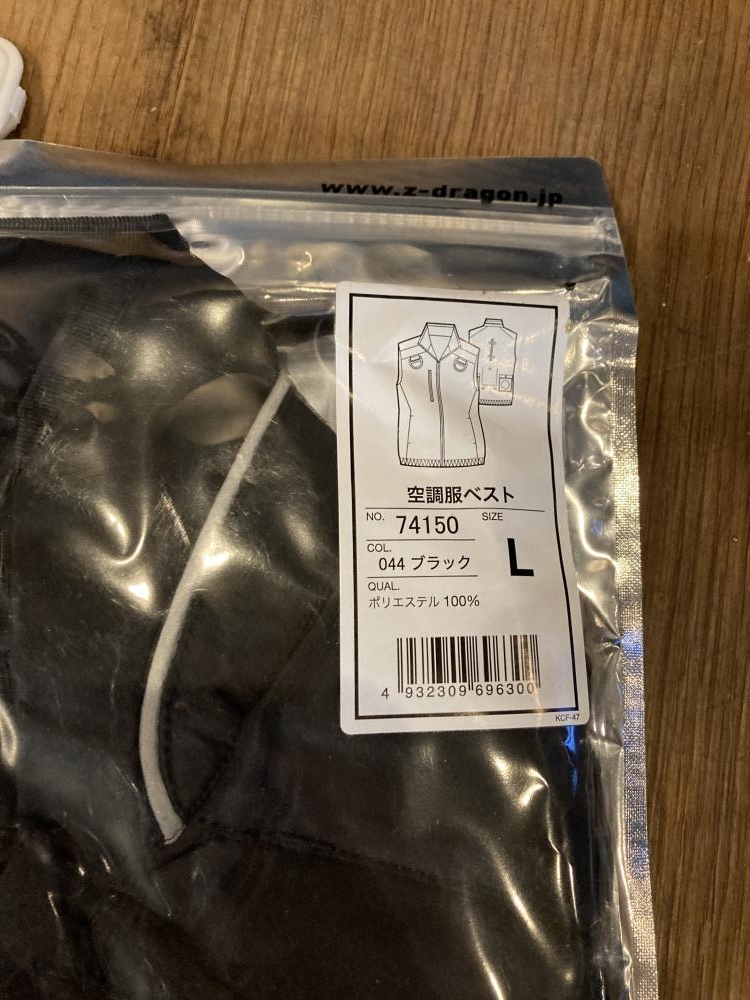 www.z-dragon.jp
空調服ベスト
NO. 74150 SIZE
COL.
044 ブラック L
QUAL.
ポリエステル 100%
4 932309 696300
KCF-47